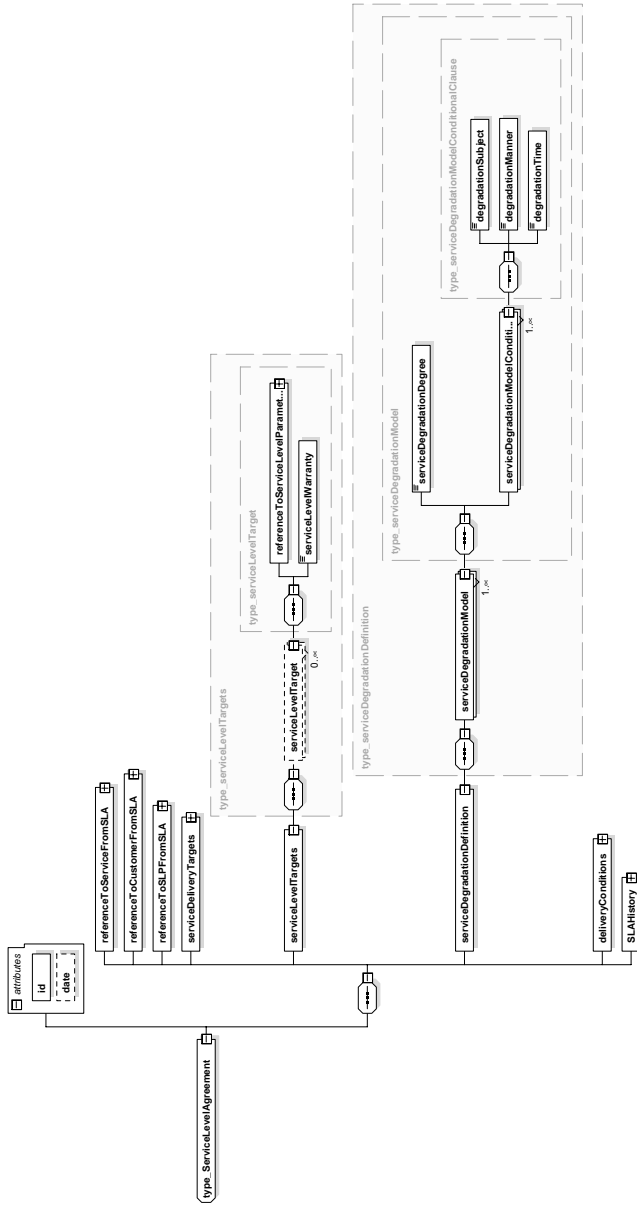 type_ServiceLevelAgreement
attributes
id
date
referenceToServiceFromSLA
referenceToCustomerFromSLA
referenceToSLPFromSLA
serviceDeliveryTargets
type_serviceLevelTargets
serviceLevelTargets
serviceLevelTarget
0..∞
type_serviceLevelTarget
referenceToServiceLevelParamet...
serviceLevelWarranty
type_serviceDegradationDefinition
serviceDegradationDefinition
serviceDegradationModel
1..∞
type_serviceDegradationModel
serviceDegradationDegree
serviceDegradationModelConditi...
1..∞
type_serviceDegradationModelConditionalClause
degradationSubject
degradationManner
degradationTime
deliveryConditions
SLAHistory